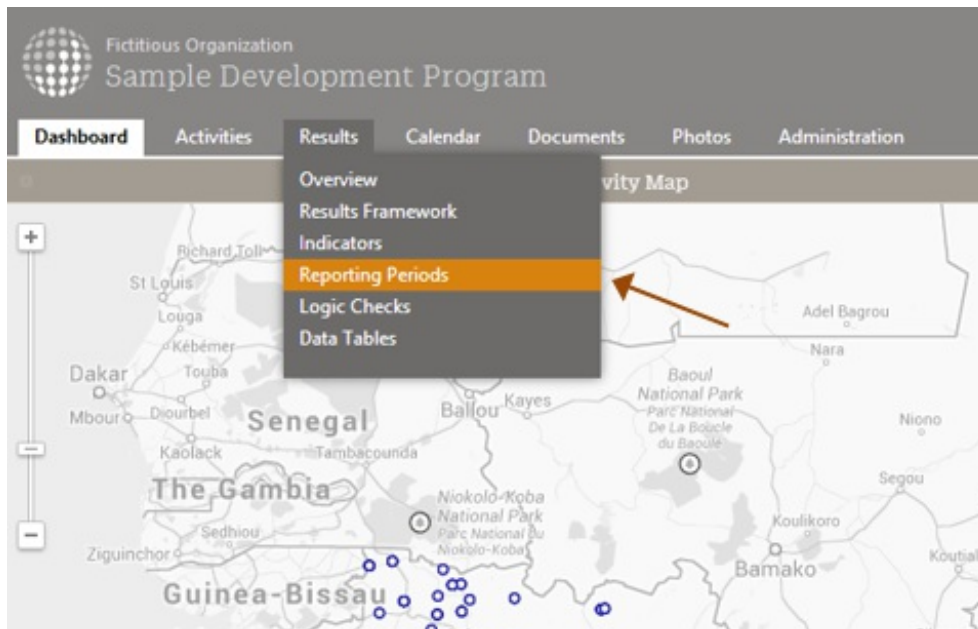 Fictitious Organization
Sample Development Program
Dashboard Activities Results Calendar Documents Photos Administration
Overview
vity Map
Results Framework
Indicators
Reporting Periods
Logic Checks
Data Tables
Richard Toll
St Louis
Louga
Kébémer
Touba
Dakar
Mbour
Diourbel
Senegal
Kaolack
Tambacounda
Ballou
Kayes
The Gambia
Sedhiou
Ziguinchor
Guinea-Bissau
Niokolo-Koba
National Park
Parc National du
Niokolo-Koba
Adel Bagrou
Nara
Baoul
National Park
Parc National
De La Boucle
du Baoulé
Niono
Segou
Koulikoro
Bamako
Koutial